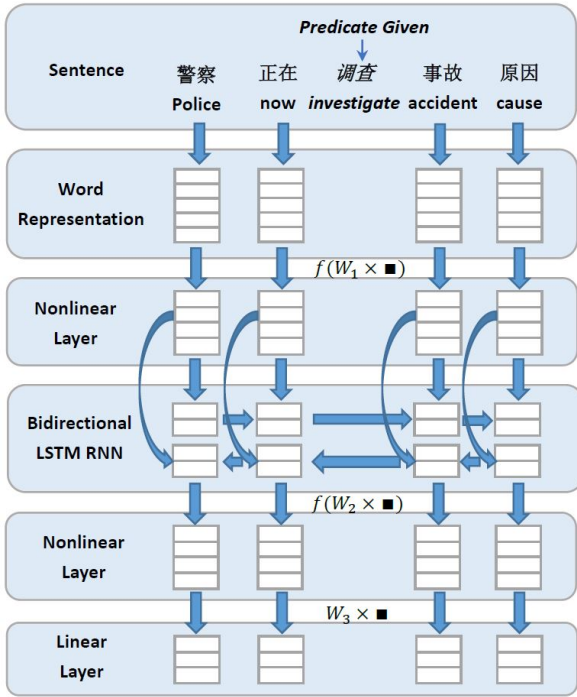 Predicate Given
Sentence
警察 正在 调查 事故 原因
Police now investigate accident cause
Word
Representation
f(W₁ × ■)
Nonlinear
Layer
Bidirectional
LSTM RNN
f(W₂ × ■)
Nonlinear
Layer
W₃ × ■
Linear
Layer